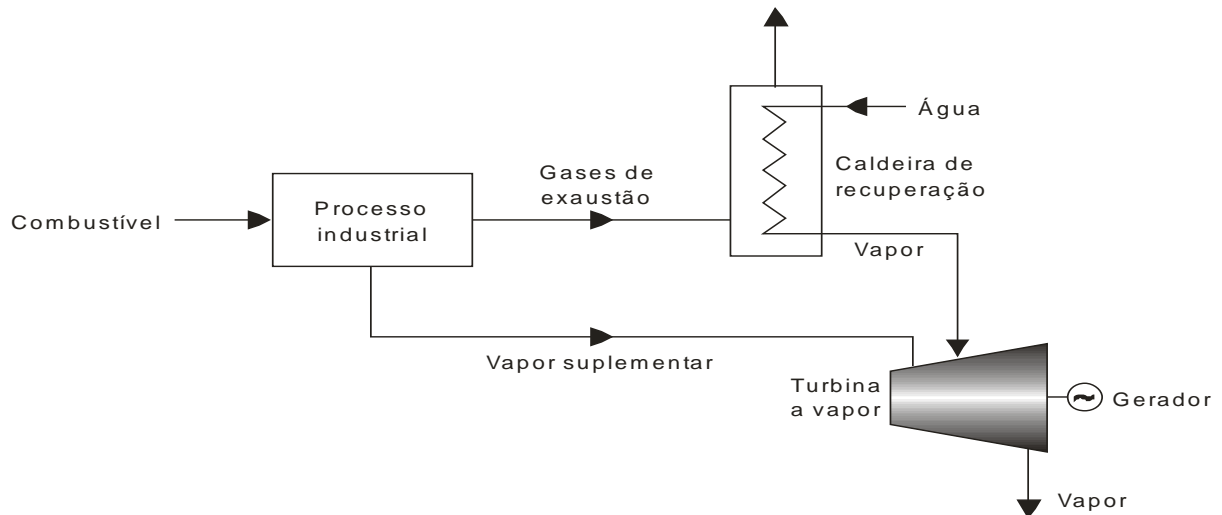 Água
Caldeira de
recuperação
Gases de
exaustão
Processo
industrial
Combustível
Vapor
Vapor suplementar
Turbina
a vapor
Gerador
Vapor